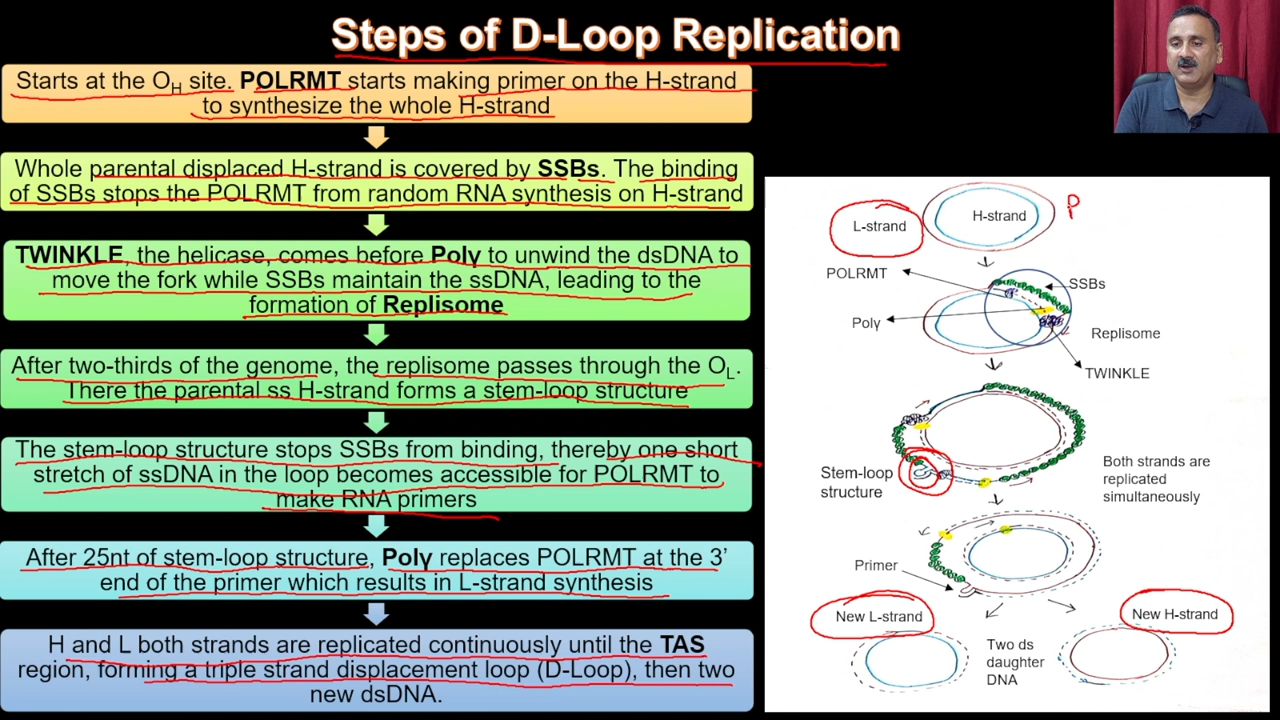 Steps of D-Loop Replication
Starts at the OH site. POLRMT starts making primer on the H-strand
to synthesize the whole H-strand
Whole parental displaced H-strand is covered by SSBs. The binding
of SSBs stops the POLRMT from random RNA synthesis on H-strand
TWINKLE, the helicase, comes before Polγ to unwind the dsDNA to
move the fork while SSBs maintain the ssDNA, leading to the
formation of Replisome
After two-thirds of the genome, the replisome passes through the OL.
There the parental ss H-strand forms a stem-loop structure
The stem-loop structure stops SSBs from binding, thereby one short
stretch of ssDNA in the loop becomes accessible for POLRMT to
make RNA primers
After 25nt of stem-loop structure, Polγ replaces POLRMT at the 3’
end of the primer which results in L-strand synthesis
H and L both strands are replicated continuously until the TAS
region, forming a triple strand displacement loop (D-Loop), then two
new dsDNA.
L-strand
H-strand
P
POLRMT
SSBs
Polγ
Replisome
TWINKLE
Stem-loop
structure
Both strands are
replicated
simultaneously
Primer
New L-strand
New H-strand
Two ds
daughter
DNA